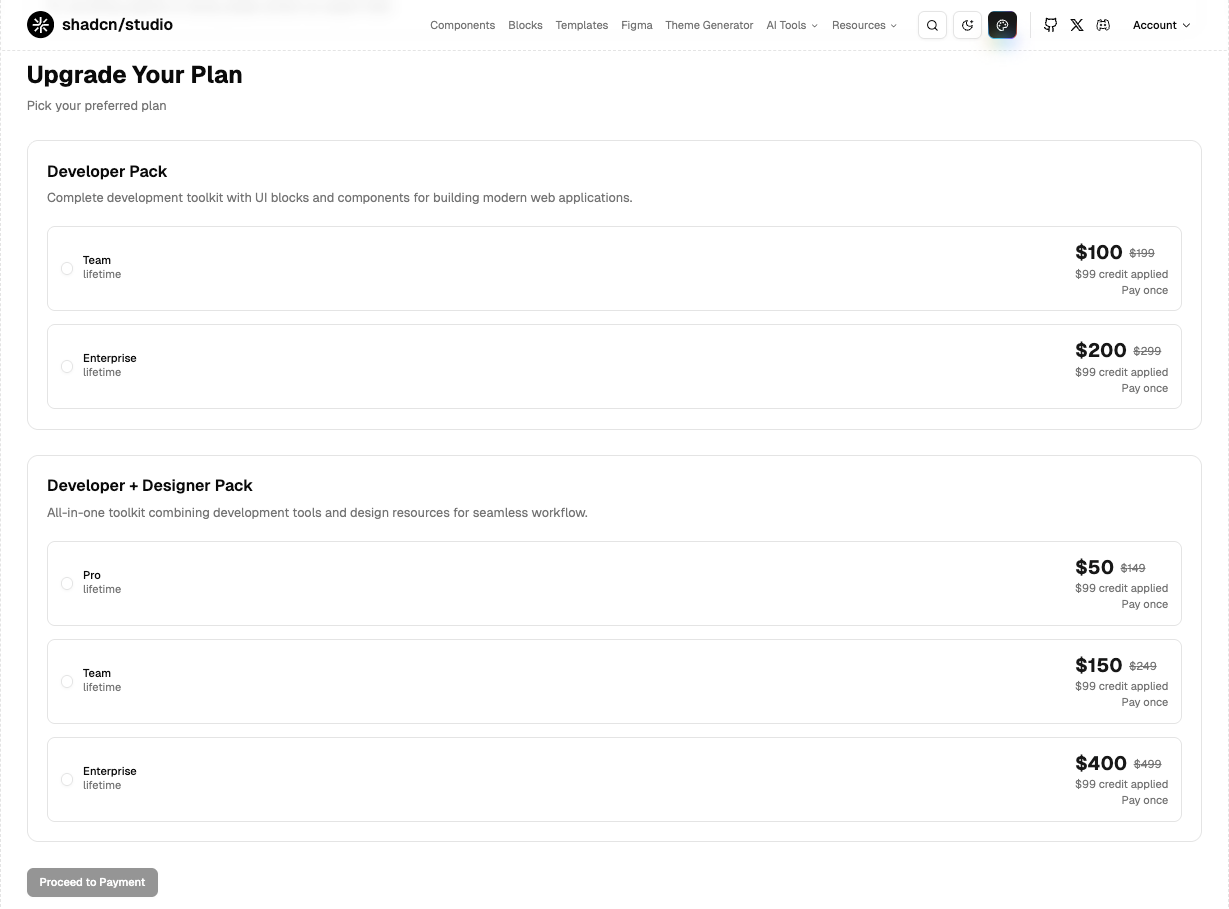 shadcn/studio
Components Blocks Templates Figma Theme Generator AI Tools Resources Account
Upgrade Your Plan
Pick your preferred plan
Developer Pack
Complete development toolkit with UI blocks and components for building modern web applications.
Team
lifetime
$100 $199
$99 credit applied
Pay once
Enterprise
lifetime
$200 $299
$99 credit applied
Pay once
Developer + Designer Pack
All-in-one toolkit combining development tools and design resources for seamless workflow.
Pro
lifetime
$50 $149
$99 credit applied
Pay once
Team
lifetime
$150 $249
$99 credit applied
Pay once
Enterprise
lifetime
$400 $499
$99 credit applied
Pay once
Proceed to Payment